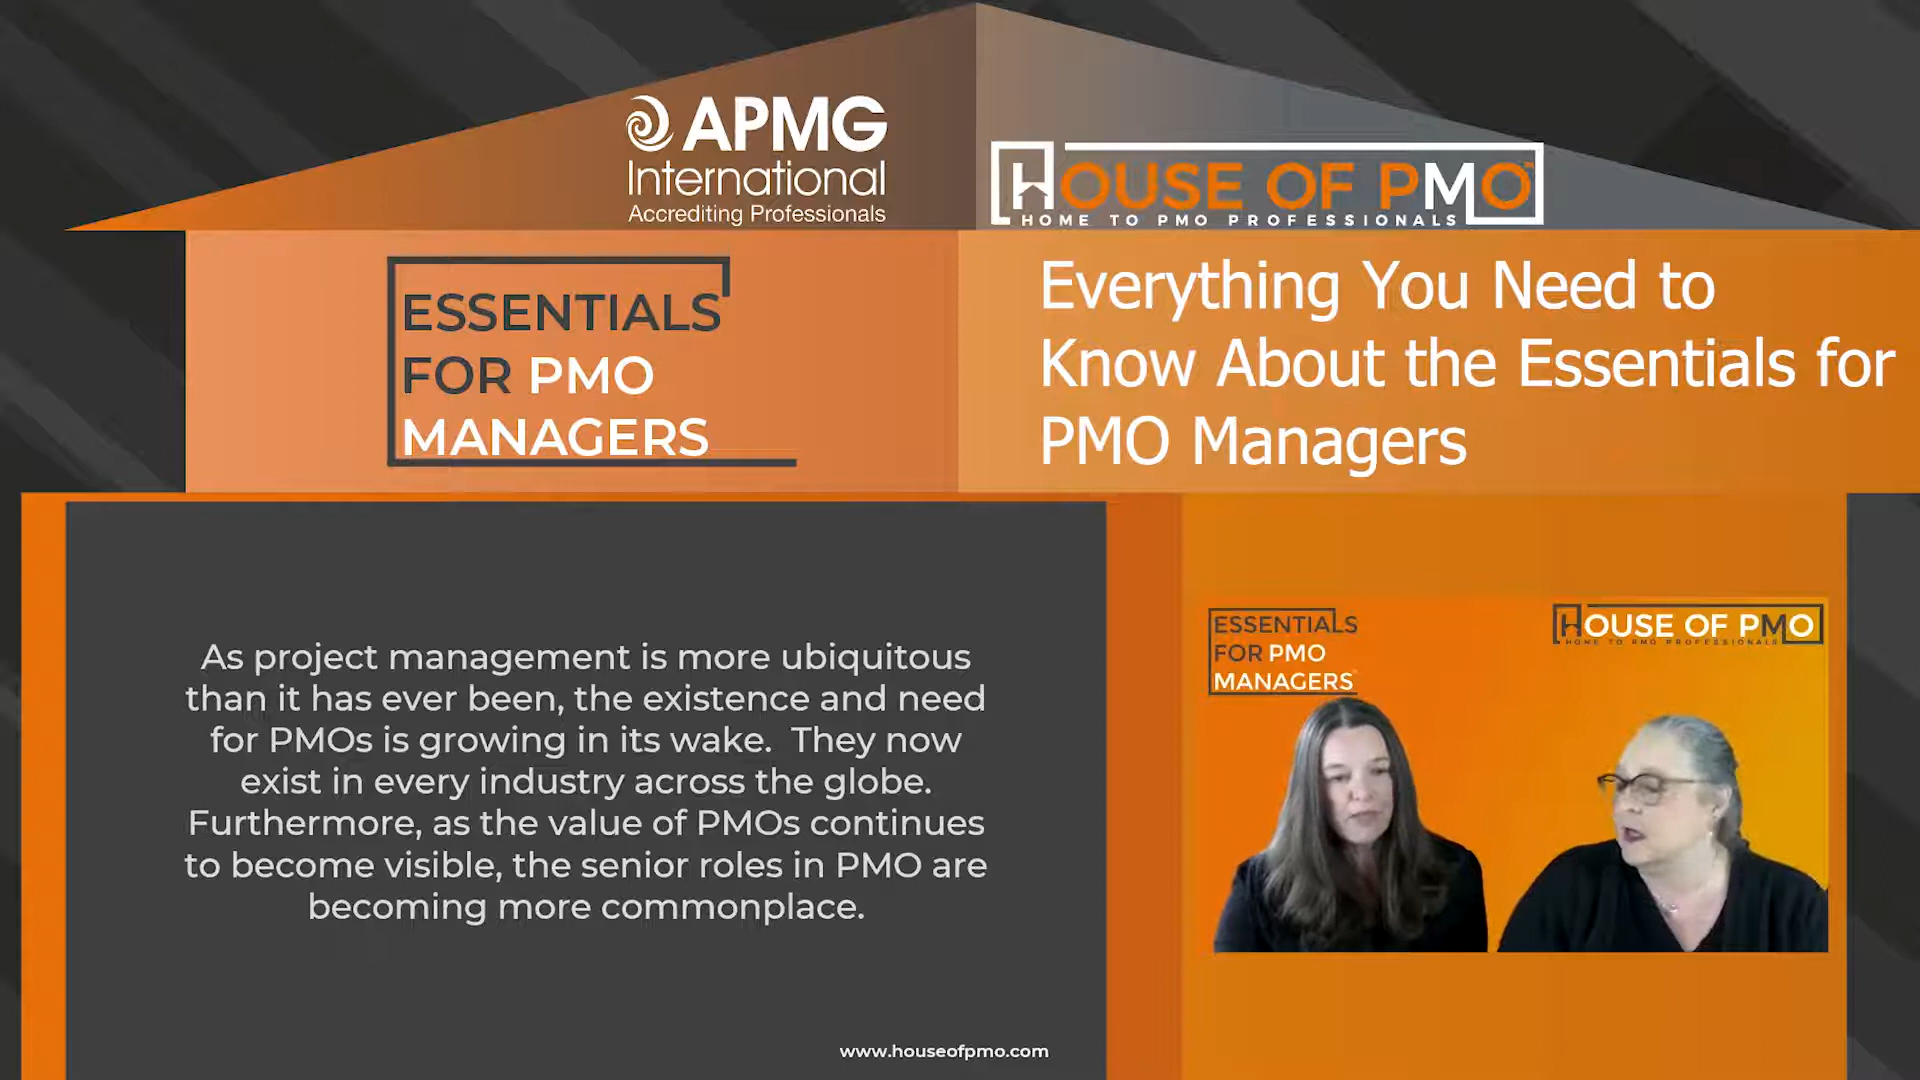 APMG
International
Accrediting Professionals
HOUSE OF PMO
HOME TO PMO PROFESSIONALS
ESSENTIALS
FOR PMO
MANAGERS
Everything You Need to
Know About the Essentials for
PMO Managers
As project management is more ubiquitous
than it has ever been, the existence and need
for PMOs is growing in its wake.  They now
exist in every industry across the globe.
Furthermore, as the value of PMOs continues
to become visible, the senior roles in PMO are
becoming more commonplace.
www.houseofpmo.com
ESSENTIALS
FOR PMO
MANAGERS
HOUSE OF PMO
HOME TO PMO PROFESSIONALS